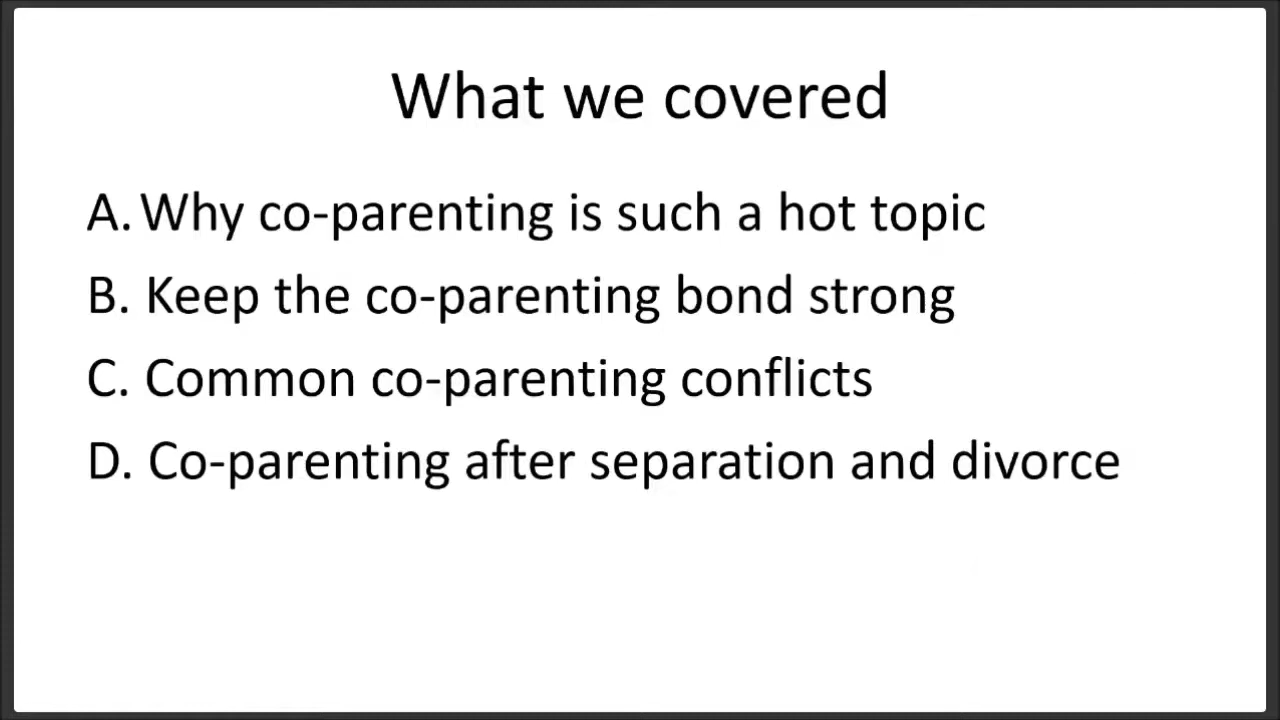 What we covered
A. Why co-parenting is such a hot topic
B. Keep the co-parenting bond strong
C. Common co-parenting conflicts
D. Co-parenting after separation and divorce